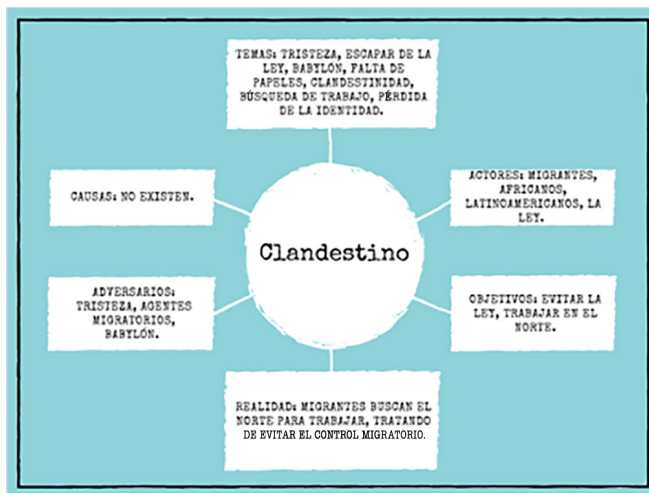 TEMAS: TRISTEZA, ESCAPAR DE LA
LEY, BABYLÓN, FALTA DE
PAPELES, CLANDESTINIDAD,
BÚSQUEDA DE TRABAJO, PÉRDIDA
DE LA IDENTIDAD.
CAUSAS: NO EXISTEN.
ACTORES: MIGRANTES,
AFRICANOS,
LATINOAMERICANOS, LA
LEY.
Clandestino
ADVERSARIOS:
TRISTEZA, AGENTES
MIGRATORIOS,
BABYLÓN.
OBJETIVOS: EVITAR LA
LEY, TRABAJAR EN EL
NORTE.
REALIDAD: MIGRANTES BUSCAN EL
NORTE PARA TRABAJAR, TRATANDO
DE EVITAR EL CONTROL MIGRATORIO.